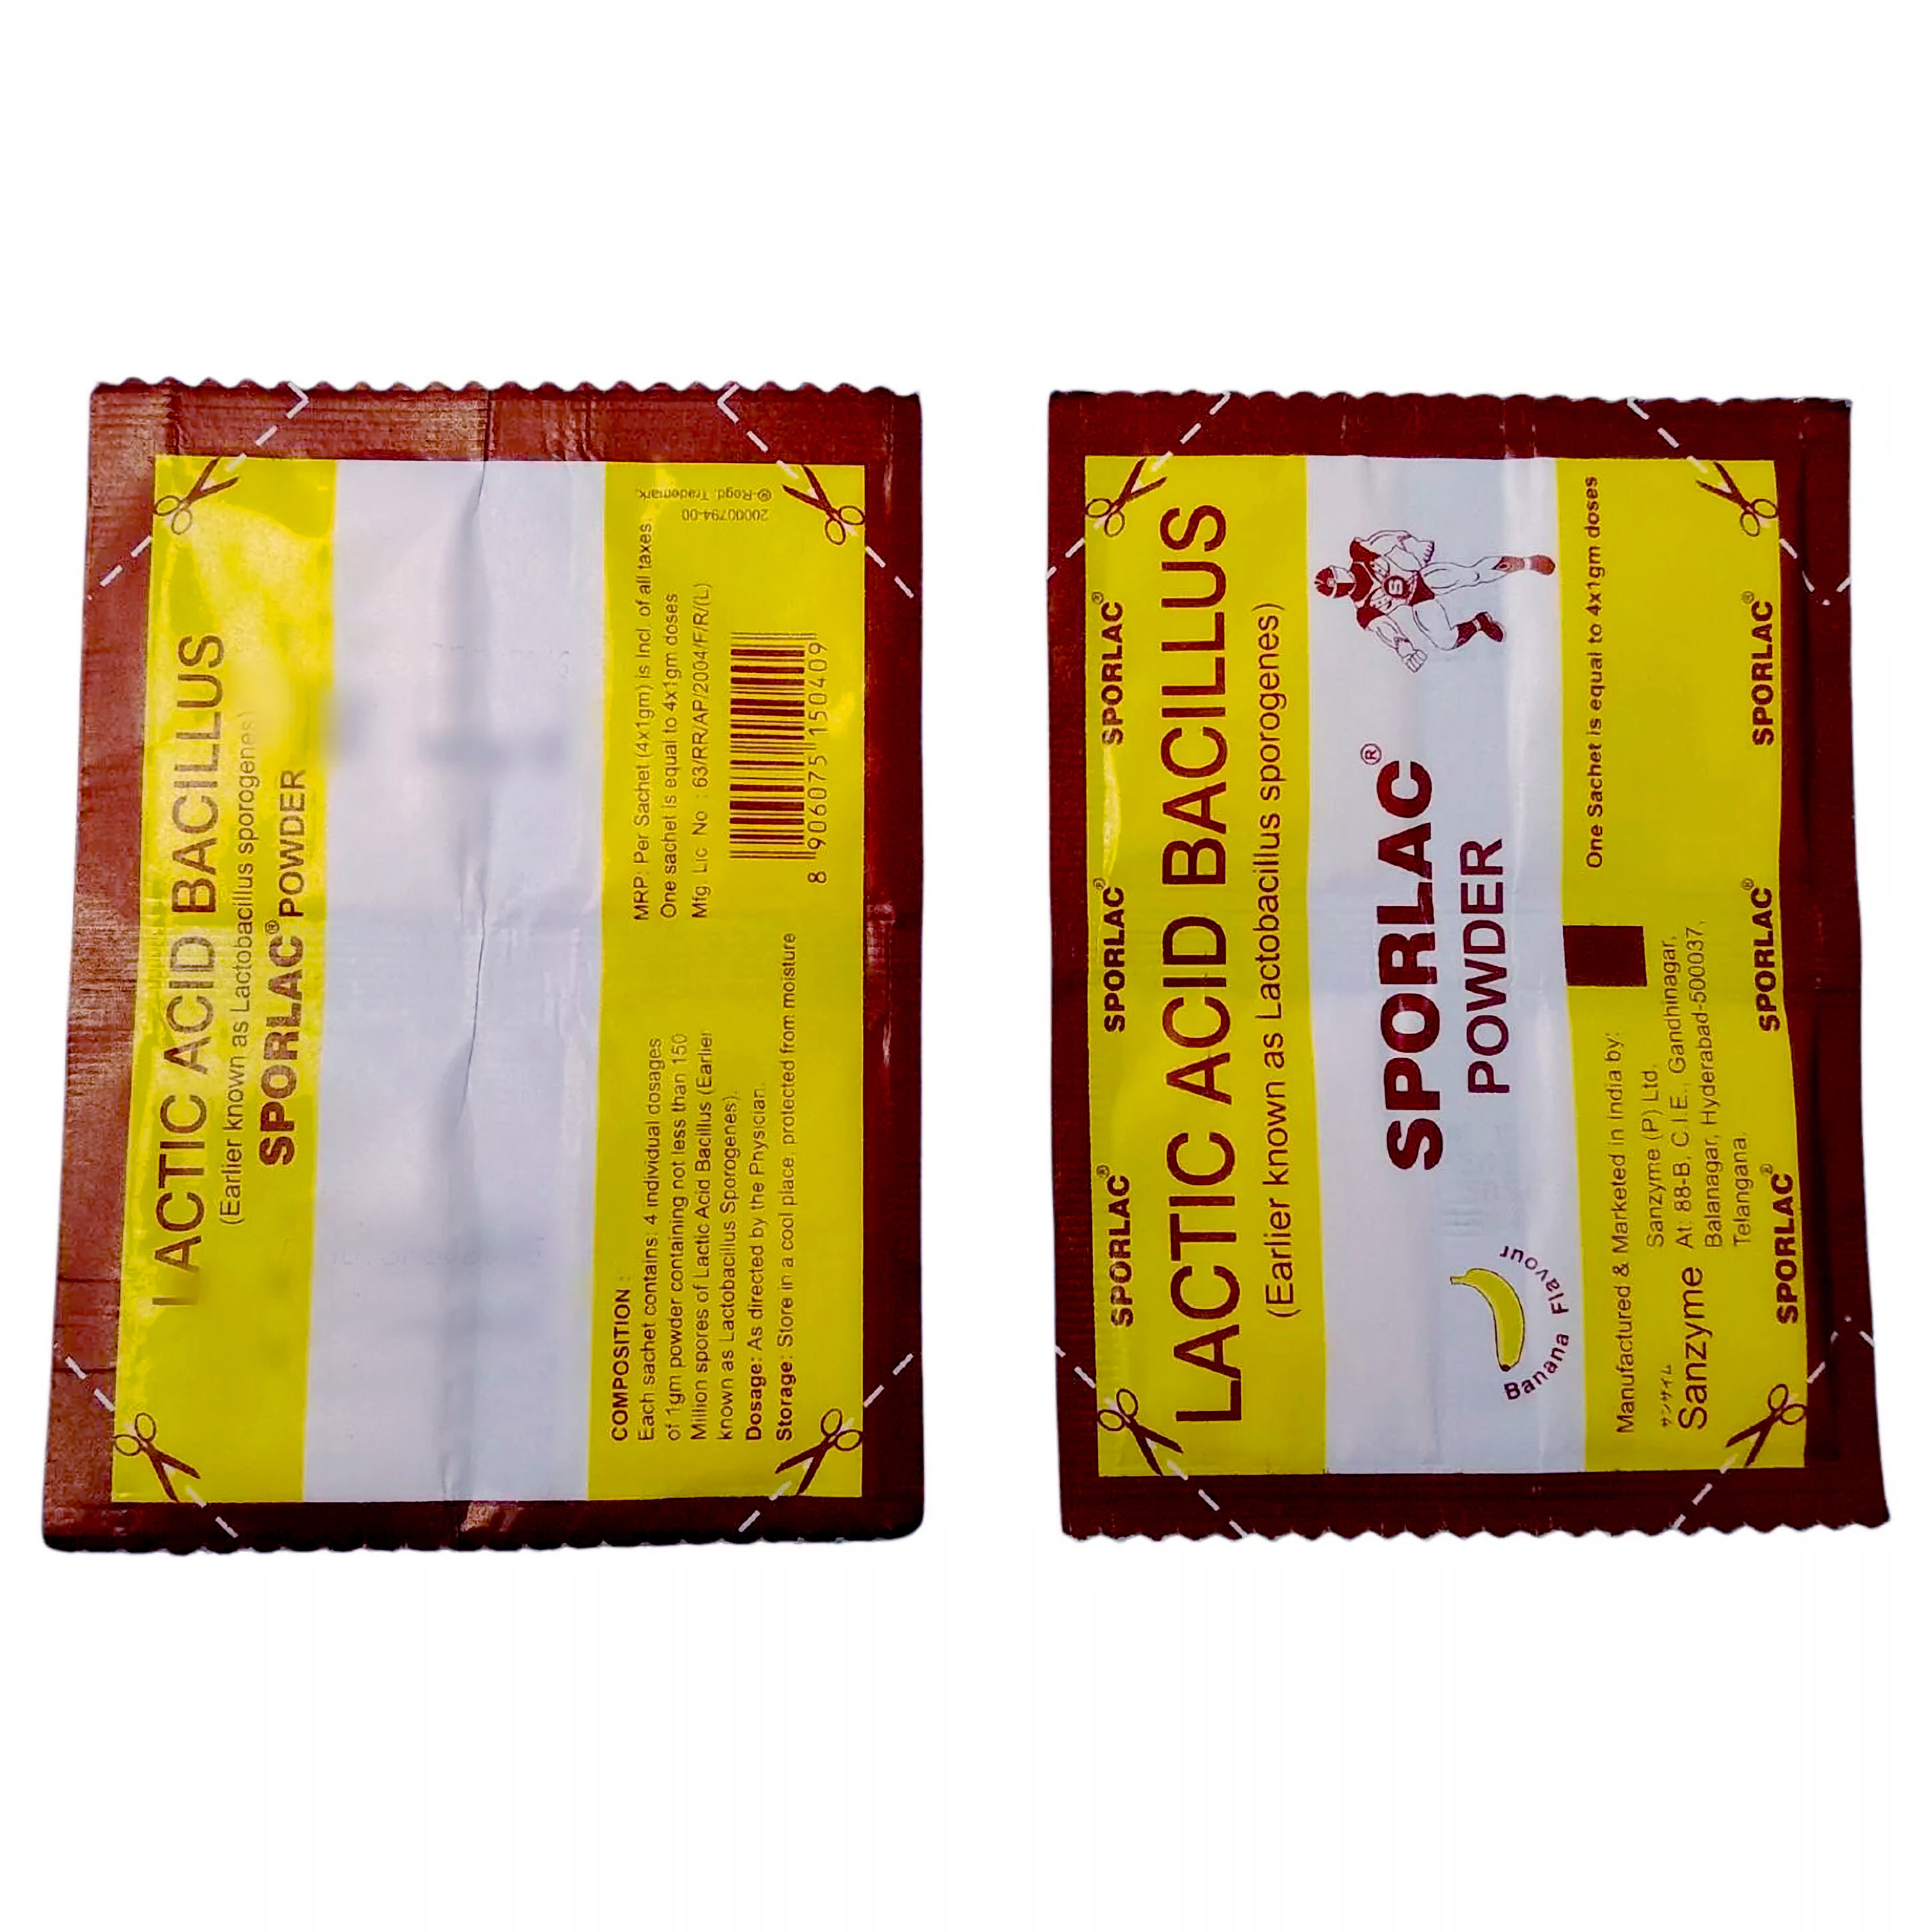 LACTIC ACID BACILLUS
(Earlier known as Lactobacillus sporogenes)
SPORLAC® POWDER
COMPOSITION :
Each sachet contains: 4 individual dosages
of 1gm powder containing not less than 150
Million spores of Lactic Acid Bacillus (Earlier
known as Lactobacillus Sporogenes).
Dosage: As directed by the Physician.
Storage: Store in a cool place, protected from moisture
MRP: Per Sachet (4x1gm) is Incl. of all taxes.
One sachet is equal to 4x1gm doses
Mfg. Lic No : 63/RR/AP/2004/F/R/(L)
8 906075 150409
20000794-00
®-Regd. Trademark.
SPORLAC® SPORLAC® SPORLAC®
LACTIC ACID BACILLUS
(Earlier known as Lactobacillus sporogenes)
S
SPORLAC®
POWDER
Banana Flavour
One Sachet is equal to 4x1gm doses
Manufactured & Marketed in India by:
サンザイム
Sanzyme
Sanzyme (P) Ltd.
At: 88-B, C.I.E., Gandhinagar,
Balanagar, Hyderabad-500037,
Telangana.
SPORLAC® SPORLAC® SPORLAC®